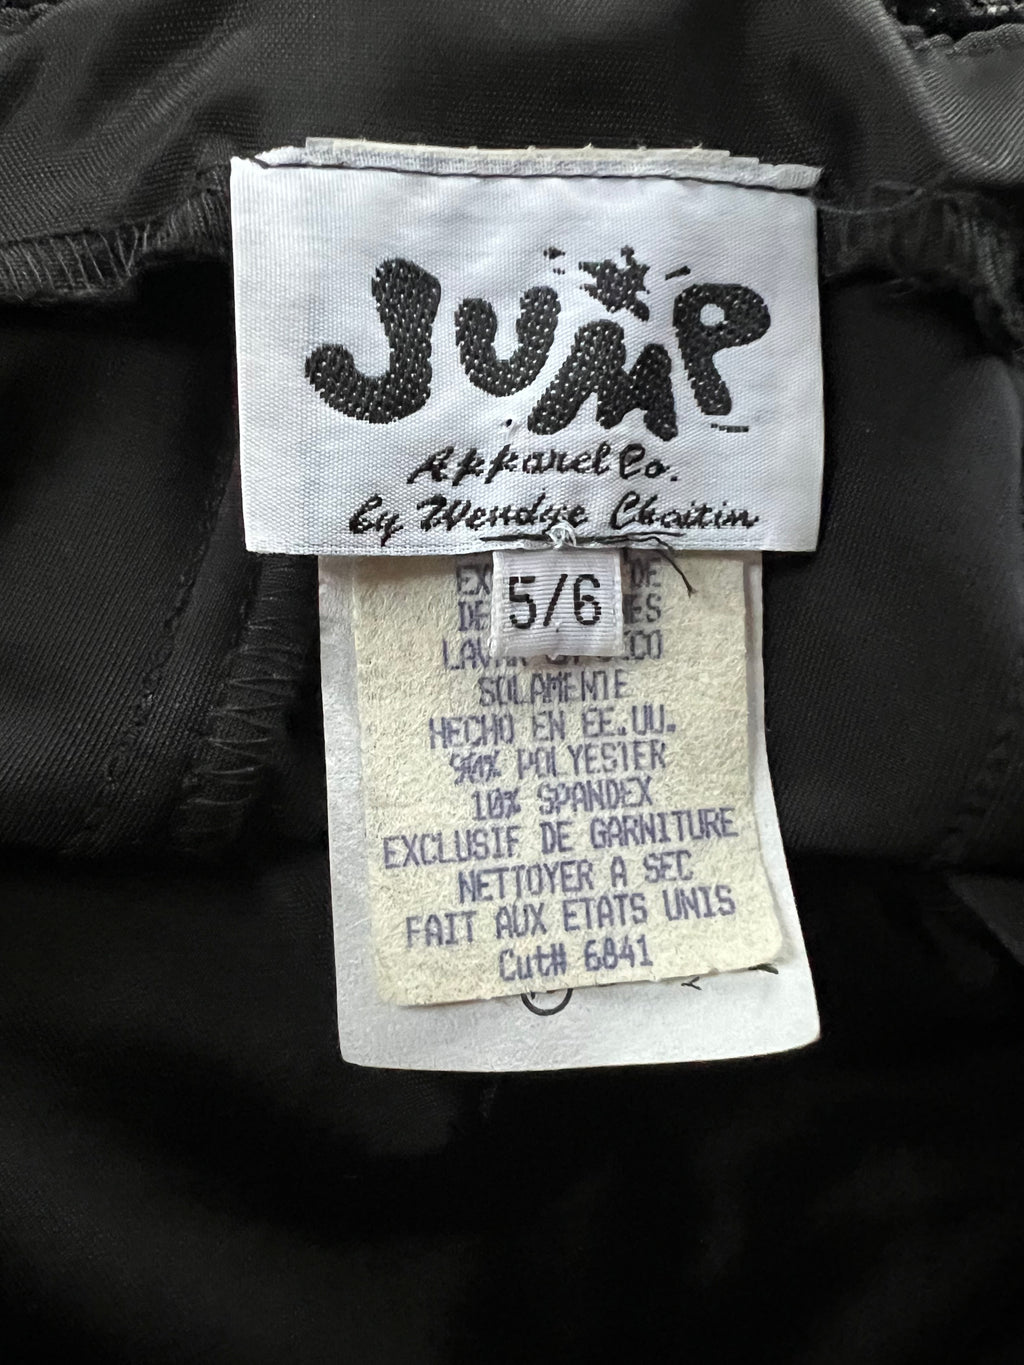 JUMP
Apparel Co.
by Wendye Chaitin
5/6
SOLAMENTE
HECHO EN EE.UU.
POLYESTER
10% SPANDEX
EXCLUSIF DE GARNITURE
NETTOYER A SEC
FAIT AUX ETATS UNIS
Cut# 6841